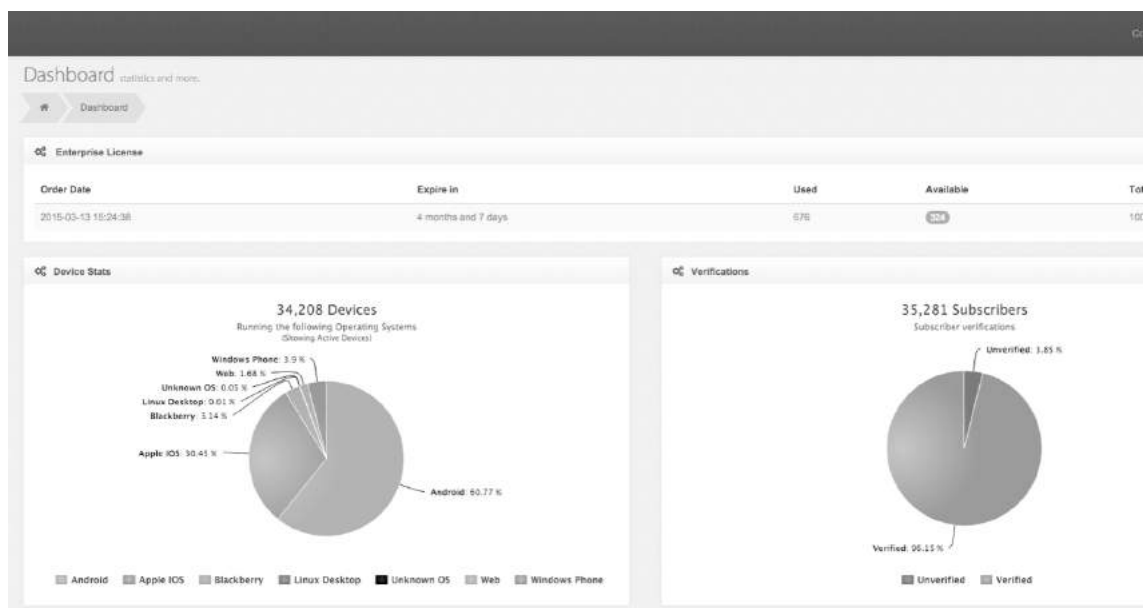 Co
Dashboard statistics and more.
Dashboard
Enterprise License
Order Date Expire in Used Available Tot
2015-03-13 15:24:38 4 months and 7 days 676 324 100
Device Stats
34,208 Devices
Running the following Operating Systems
(Showing Active Devices)
Windows Phone: 3.9 %
Web: 1.68 %
Unknown OS: 0.05 %
Linux Desktop: 0.01 %
Blackberry: 3.14 %
Apple IOS: 30.45 %
Android: 60.77 %
Android Apple IOS Blackberry Linux Desktop Unknown OS Web Windows Phone
Verifications
35,281 Subscribers
Subscriber verifications
Unverified: 3.85 %
Verified: 96.15 %
Unverified Verified